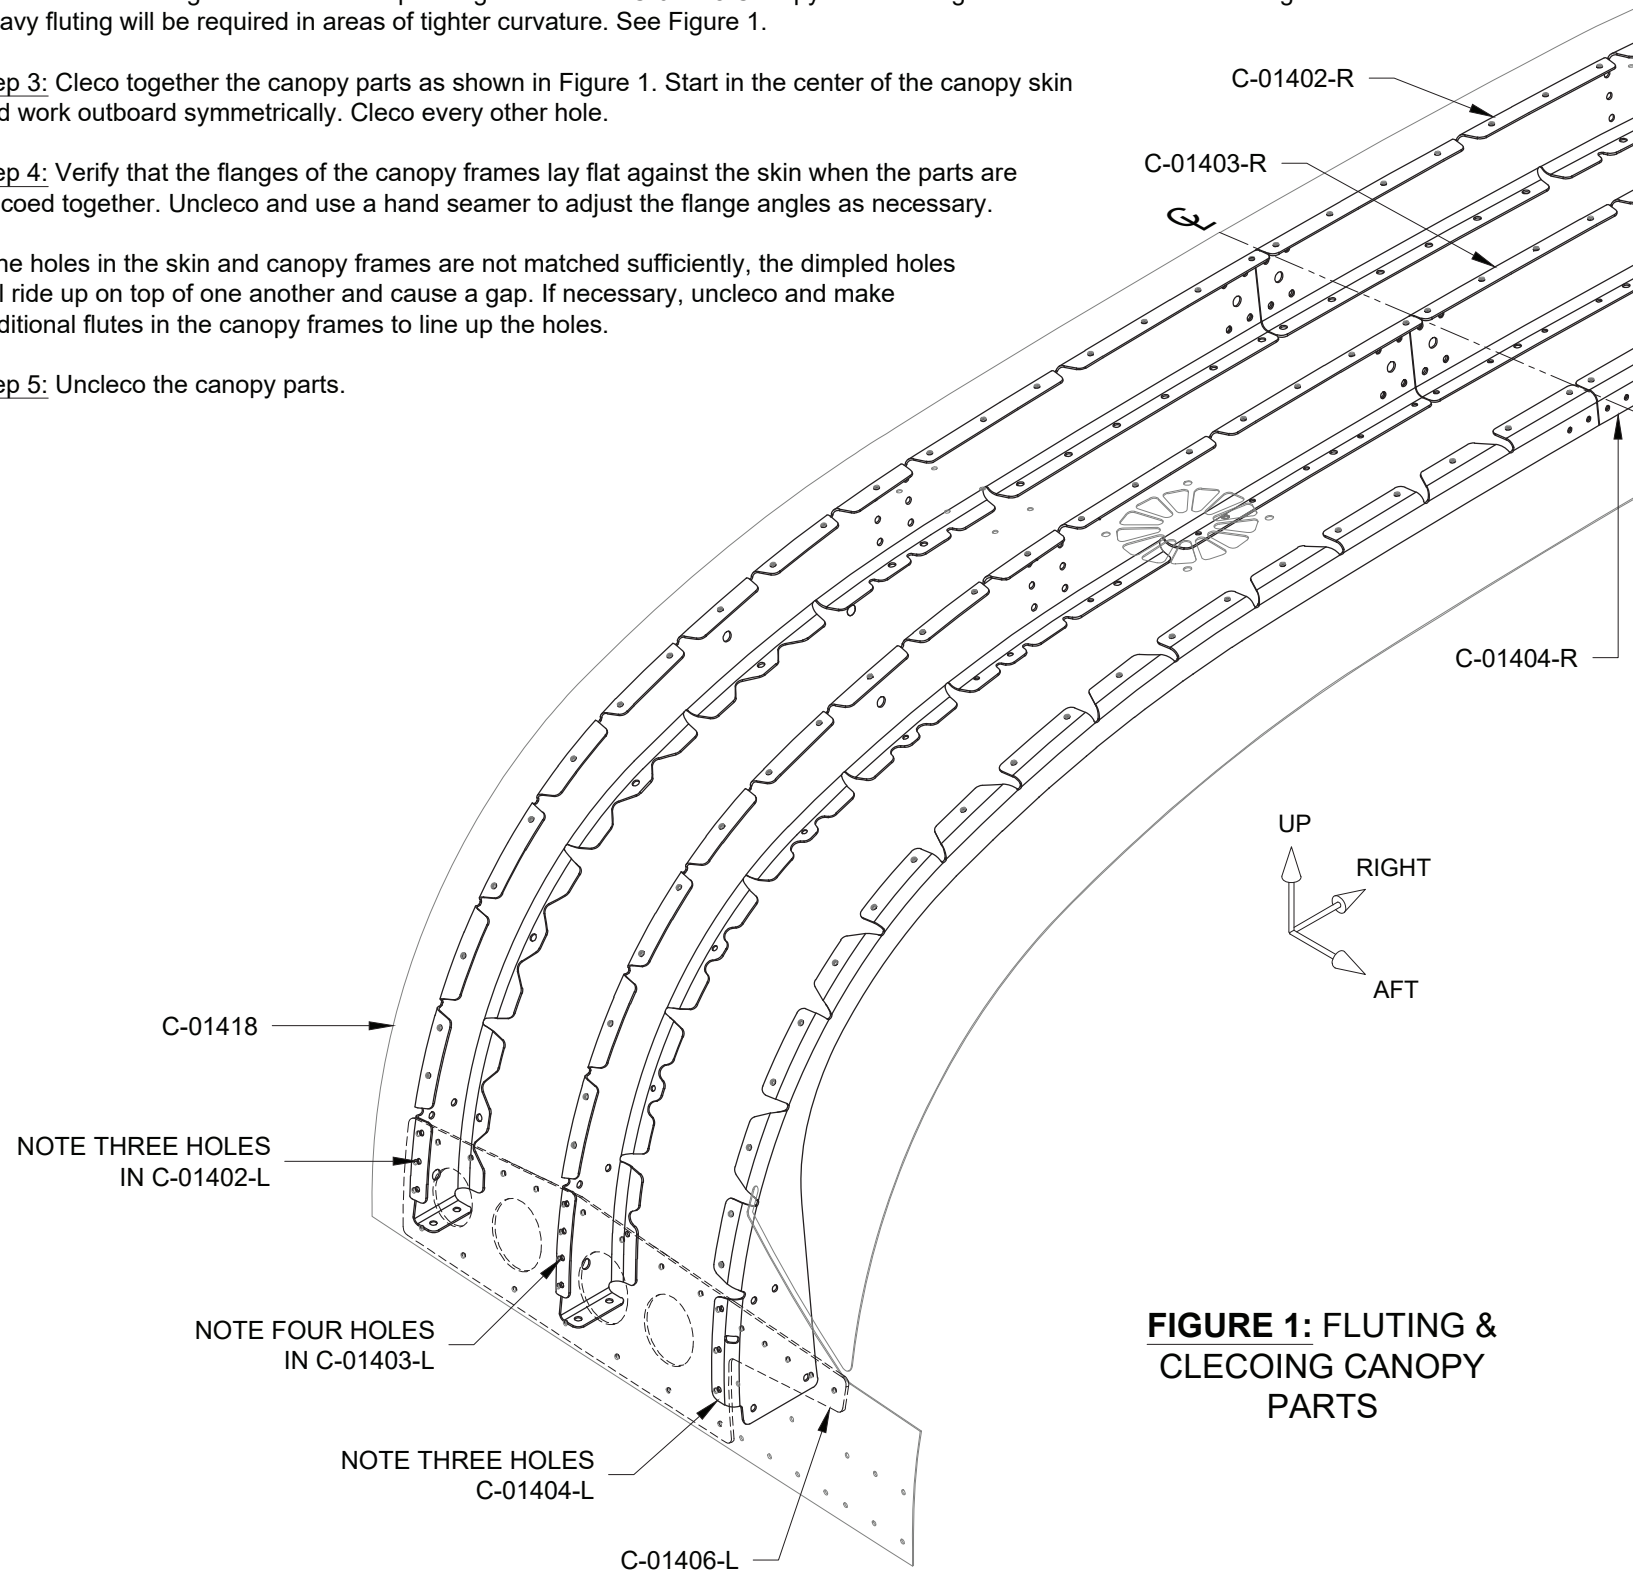 avy fluting will be required in areas of tighter curvature. See Figure 1.
ep 3: Cleco together the canopy parts as shown in Figure 1. Start in the center of the canopy skin
d work outboard symmetrically. Cleco every other hole.
ep 4: Verify that the flanges of the canopy frames lay flat against the skin when the parts are
coed together. Uncleco and use a hand seamer to adjust the flange angles as necessary.
he holes in the skin and canopy frames are not matched sufficiently, the dimpled holes
l ride up on top of one another and cause a gap. If necessary, uncleco and make
ditional flutes in the canopy frames to line up the holes.
ep 5: Uncleco the canopy parts.
C-01402-R
C-01403-R
CL
C-01404-R
UP
RIGHT
AFT
C-01418
NOTE THREE HOLES
IN C-01402-L
NOTE FOUR HOLES
IN C-01403-L
NOTE THREE HOLES
C-01404-L
C-01406-L
FIGURE 1: FLUTING &
CLECOING CANOPY
PARTS